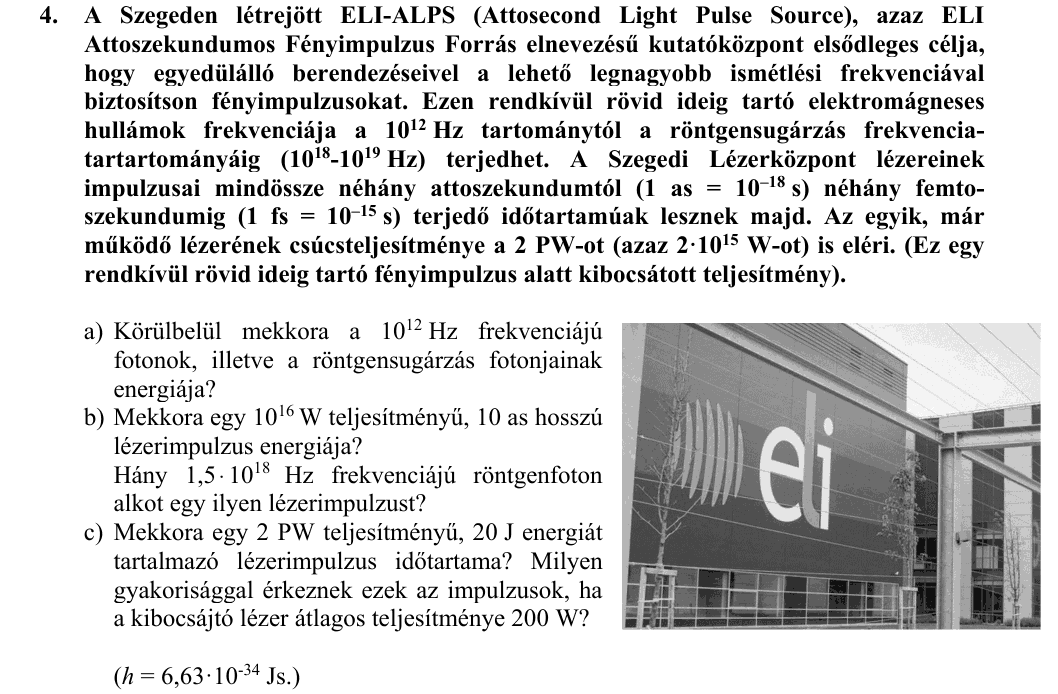 4. A Szegeden létrejött ELI-ALPS (Attosecond Light Pulse Source), azaz ELI
Attoszekundumos Fényimpulzus Forrás elnevezésű kutatóközpont elsődleges célja,
hogy egyedülálló berendezéseivel a lehető legnagyobb ismétlési frekvenciával
biztosítson fényimpulzusokat. Ezen rendkívül rövid ideig tartó elektromágneses
hullámok frekvenciája a 10¹² Hz tartománytól a röntgensugárzás frekvencia-
tartartományáig (10¹⁸-10¹⁹ Hz) terjedhet. A Szegedi Lézerközpont lézereinek
impulzusai mindössze néhány attoszekundumtól (1 as = 10⁻¹⁸ s) néhány femto-
szekundumig (1 fs = 10⁻¹⁵ s) terjedő időtartamúak lesznek majd. Az egyik, már
működő lézerének csúcsteljesítménye a 2 PW-ot (azaz 2·10¹⁵ W-ot) is eléri. (Ez egy
rendkívül rövid ideig tartó fényimpulzus alatt kibocsátott teljesítmény).
a) Körülbelül mekkora a 10¹² Hz frekvenciájú
fotonok, illetve a röntgensugárzás fotonjainak
energiája?
b) Mekkora egy 10¹⁶ W teljesítményű, 10 as hosszú
lézerimpulzus energiája?
Hány 1,5·10¹⁸ Hz frekvenciájú röntgenfoton
alkot egy ilyen lézerimpulzust?
c) Mekkora egy 2 PW teljesítményű, 20 J energiát
tartalmazó lézerimpulzus időtartama? Milyen
gyakorisággal érkeznek ezek az impulzusok, ha
a kibocsájtó lézer átlagos teljesítménye 200 W?
(h = 6,63·10⁻³⁴ Js.)
eli